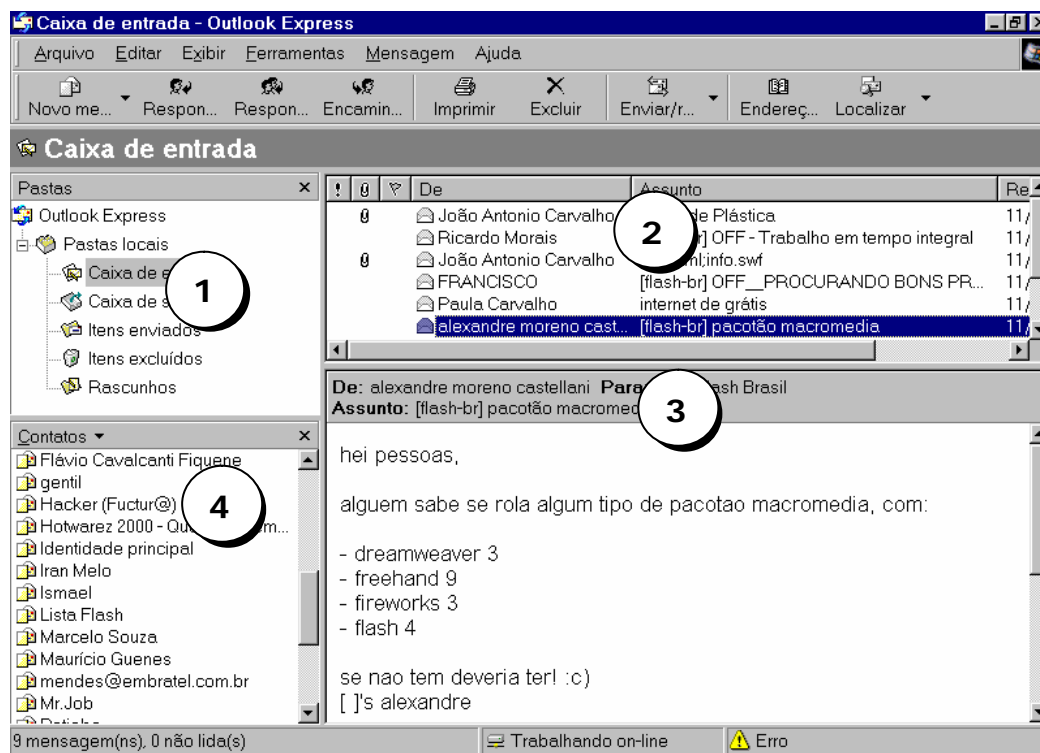 Caixa de entrada - Outlook Express
Arquivo Editar Exibir Ferramentas Mensagem Ajuda
Novo me... Respon... Respon... Encamin... Imprimir Excluir Enviar/r... Endereç... Localizar
Caixa de entrada
Pastas
Outlook Express
Pastas locais
Caixa de
Caixa de
Itens enviados
Itens excluídos
Rascunhos
1
! De Assunto Re
João Antonio Carvalho de Plástica 11/
Ricardo Morais OFF - Trabalho em tempo integral 11/
João Antonio Carvalho info.swf 11/
FRANCISCO [flash-br] OFF__PROCURANDO BONS PR... 11/
Paula Carvalho internet de grátis 11/
alexandre moreno cast... [flash-br] pacotão macromedia 11/
2
De: alexandre moreno castellani Para Brasil
Assunto: [flash-br] pacotão
3
hei pessoas,
alguem sabe se rola algum tipo de pacotao macromedia, com:
- dreamweaver 3
- freehand 9
- fireworks 3
- flash 4
se nao tem deveria ter! :c)
[ ]'s alexandre
Contatos
Flávio Cavalcanti Fiquene
gentil
Hacker (Fuctur@)
Hotwarez 2000
Identidade principal
Iran Melo
Ismael
Lista Flash
Marcelo Souza
Maurício Guenes
mendes@embratel.com.br
Mr.Job
4
9 mensagem(ns), 0 não lida(s) Trabalhando on-line Erro